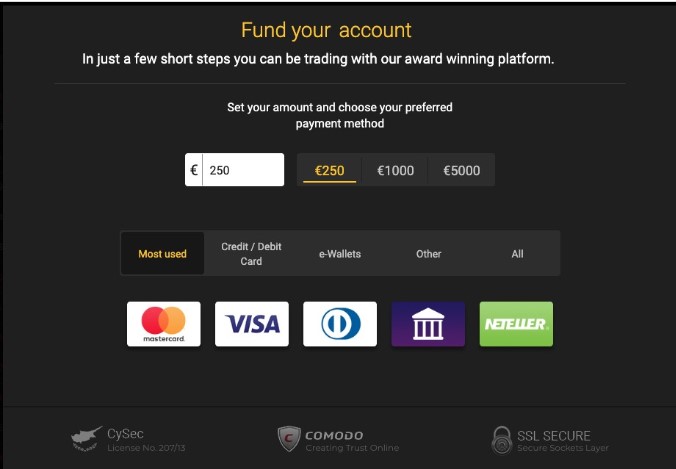 Fund your account
In just a few short steps you can be trading with our award winning platform.
Set your amount and choose your preferred
payment method
€ 250 €250 €1000 €5000
Most used Credit / Debit Card e-Wallets Other All
mastercard. VISA NETELLER.
CySec
License No. 207/13
C COMODO
Creating Trust Online
SSL SECURE
Secure Sockets Layer